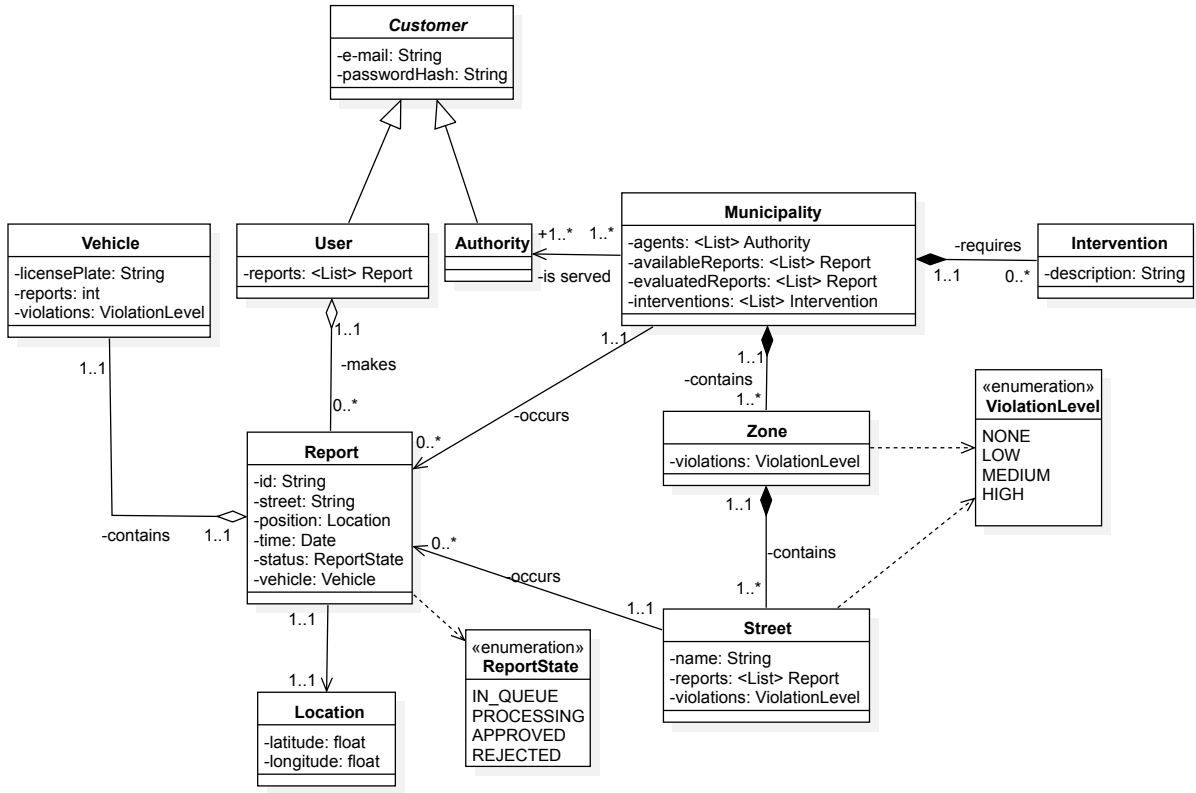 Customer
-e-mail: String
-passwordHash: String
Vehicle
-licensePlate: String
-reports: int
-violations: ViolationLevel
User
-reports: <List> Report
Authority
+1..*
1..*
-is served
Municipality
-agents: <List> Authority
-availableReports: <List> Report
-evaluatedReports: <List> Report
-interventions: <List> Intervention
-requires
1..1
0..*
Intervention
-description: String
1..1
-makes
0..*
1..1
-contains
1..1
1..1
-occurs
0..*
1..1
-contains
1..*
Zone
-violations: ViolationLevel
«enumeration»
ViolationLevel
NONE
LOW
MEDIUM
HIGH
Report
-id: String
-street: String
-position: Location
-time: Date
-status: ReportState
-vehicle: Vehicle
1..1
-contains
1..*
0..*
-occurs
1..1
Street
-name: String
-reports: <List> Report
-violations: ViolationLevel
1..1
1..1
«enumeration»
ReportState
IN_QUEUE
PROCESSING
APPROVED
REJECTED
Location
-latitude: float
-longitude: float